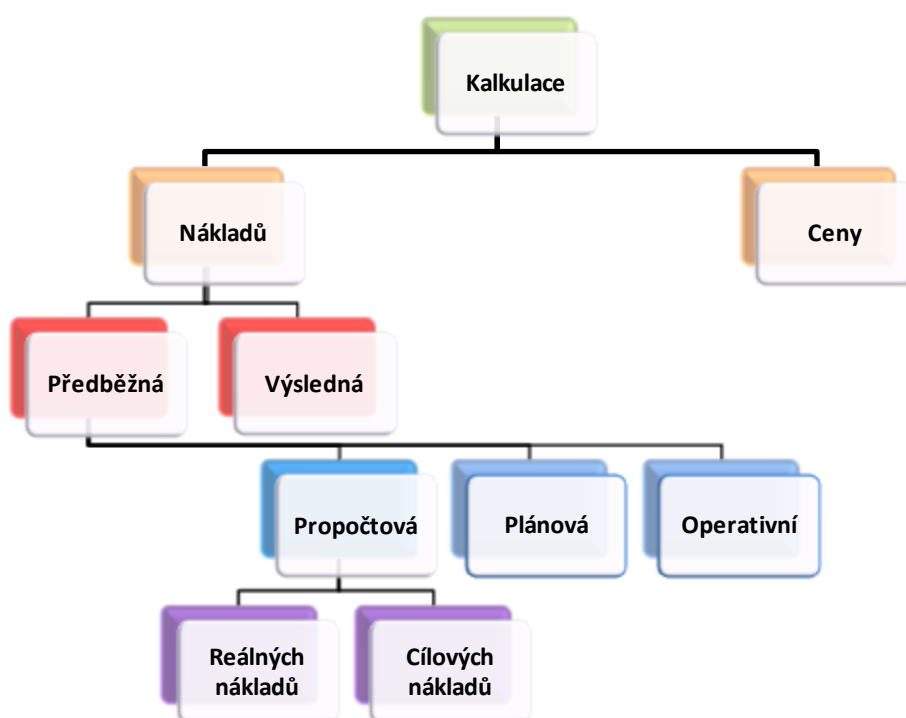 Kalkulace
Nákladů
Ceny
Předběžná
Výsledná
Propočtová
Plánová
Operativní
Reálných
nákladů
Cílových
nákladů